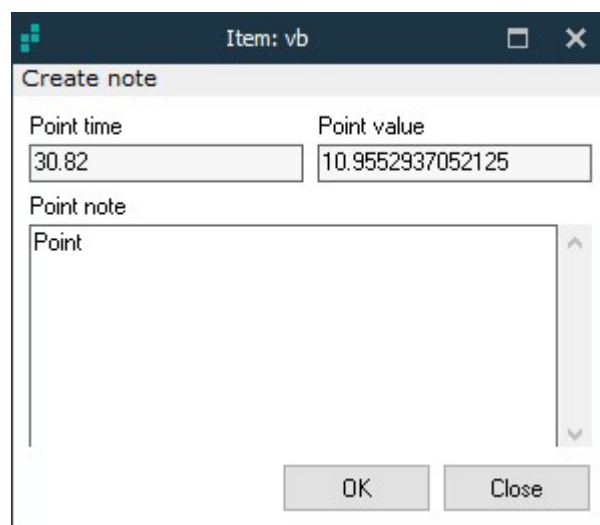 Item: vb
Create note
Point time
Point value
30.82
10.9552937052125
Point note
Point
OK
Close